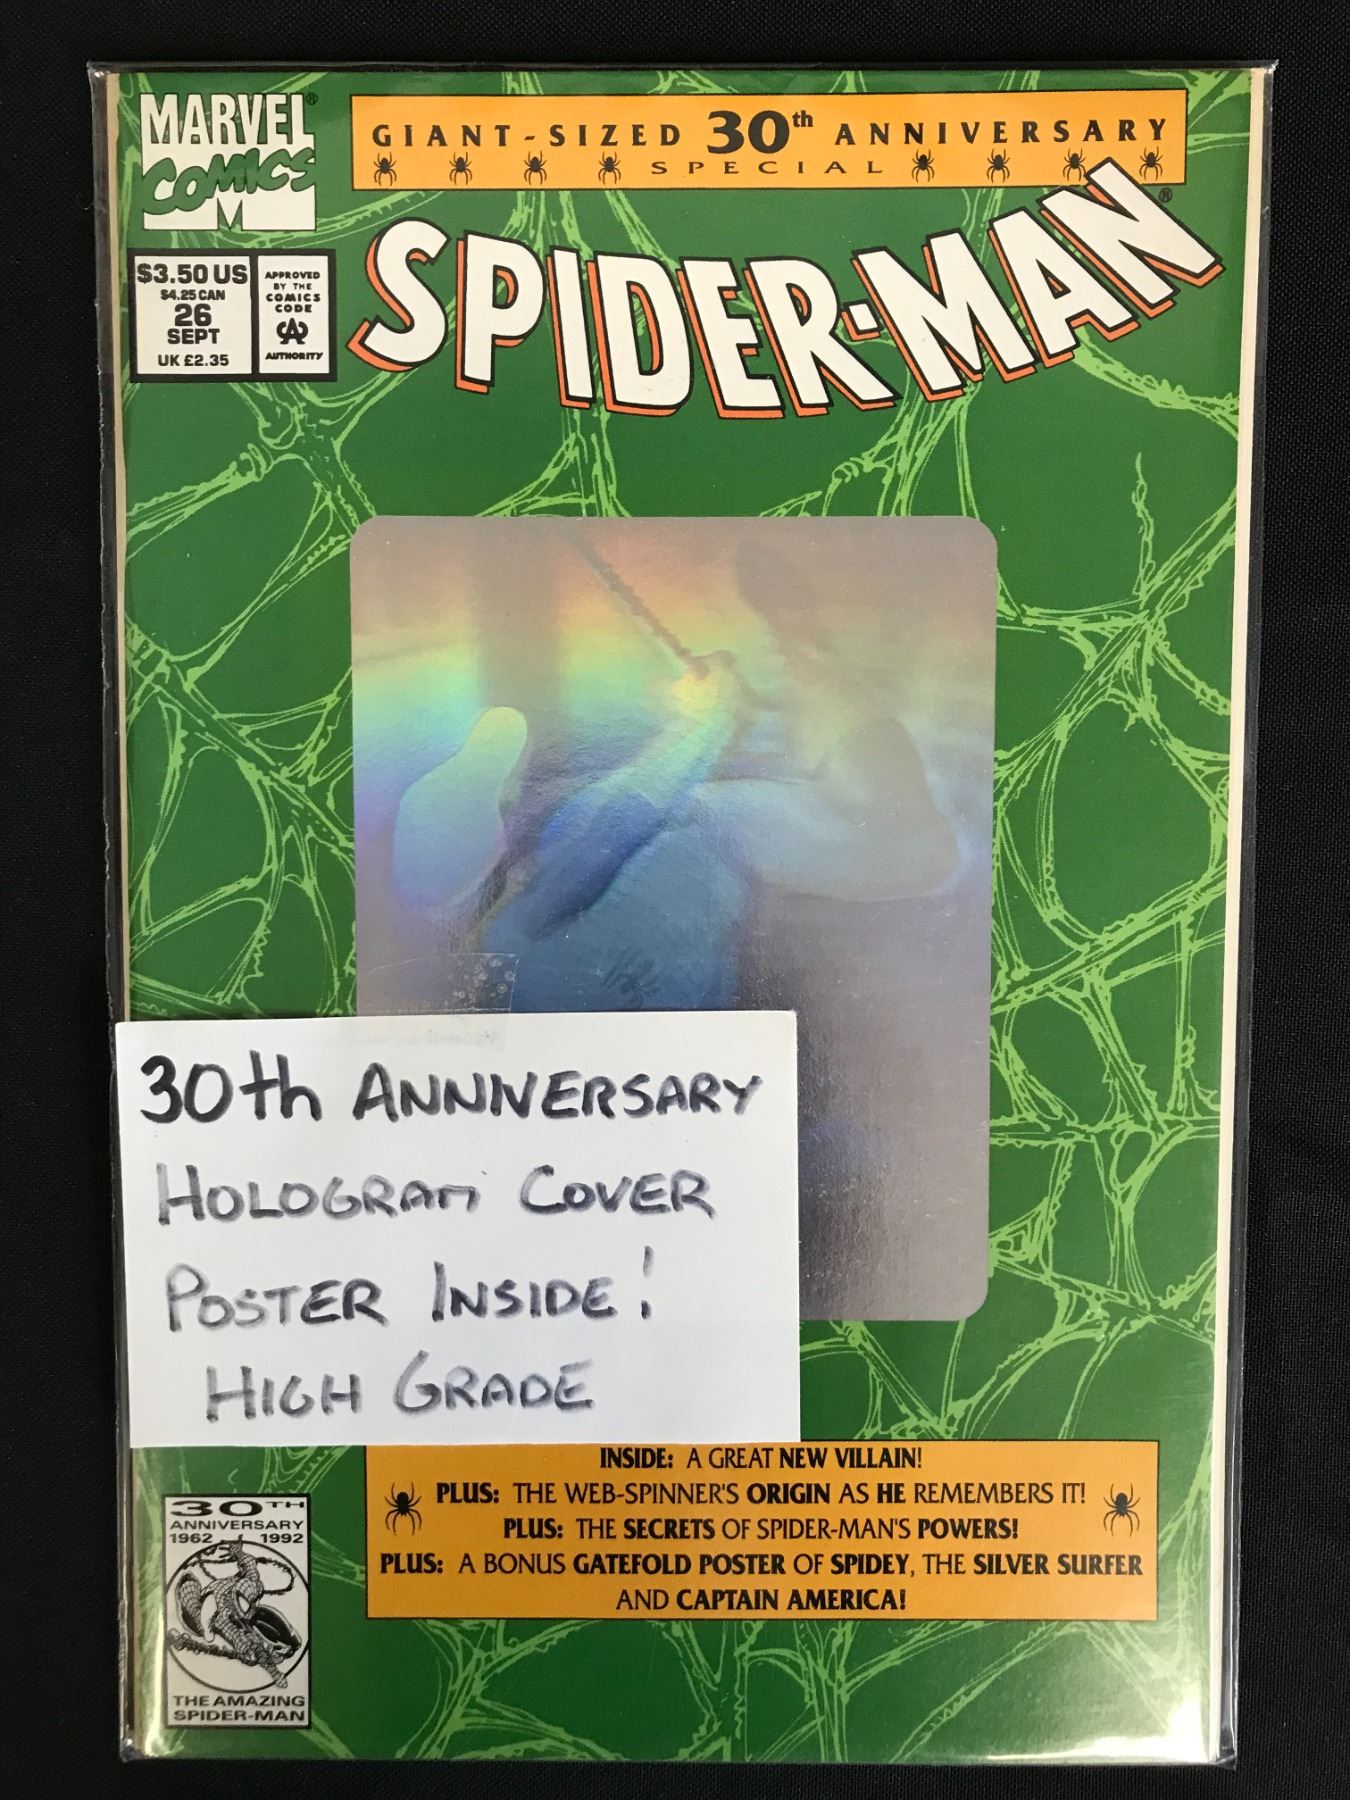 MARVEL®
COMICS
M
GIANT-SIZED 30th ANNIVERSARY
SPECIAL
SPIDER-MAN®
$3.50 US
$4.25 CAN
26
SEPT
UK £2.35
APPROVED
BY THE
COMICS
CODE
CA
AUTHORITY
30th ANNIVERSARY
HOLOGRAM COVER
POSTER INSIDE!
HIGH GRADE
INSIDE: A GREAT NEW VILLAIN!
PLUS: THE WEB-SPINNER'S ORIGIN AS HE REMEMBERS IT!
PLUS: THE SECRETS OF SPIDER-MAN'S POWERS!
PLUS: A BONUS GATEFOLD POSTER OF SPIDEY, THE SILVER SURFER
AND CAPTAIN AMERICA!
30TH
ANNIVERSARY
1962 1992
THE AMAZING
SPIDER-MAN